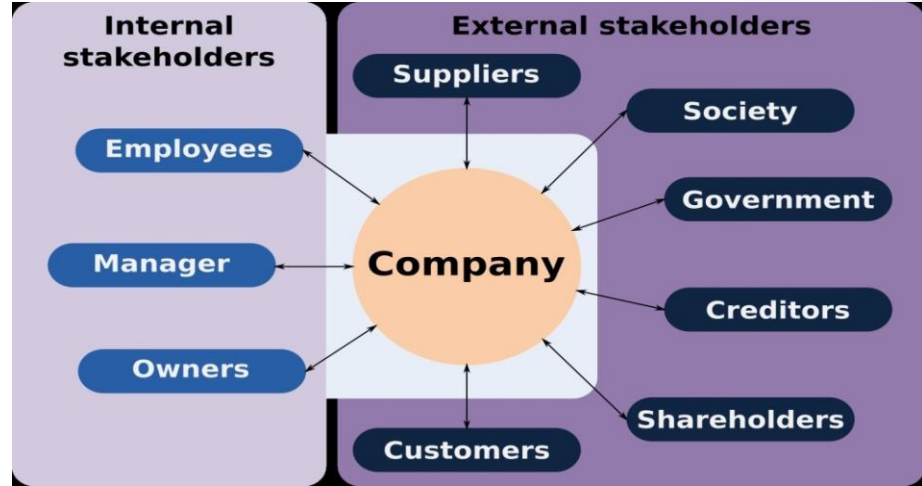 Internal
stakeholders
External stakeholders
Suppliers
Society
Employees
Government
Manager
Company
Creditors
Owners
Shareholders
Customers